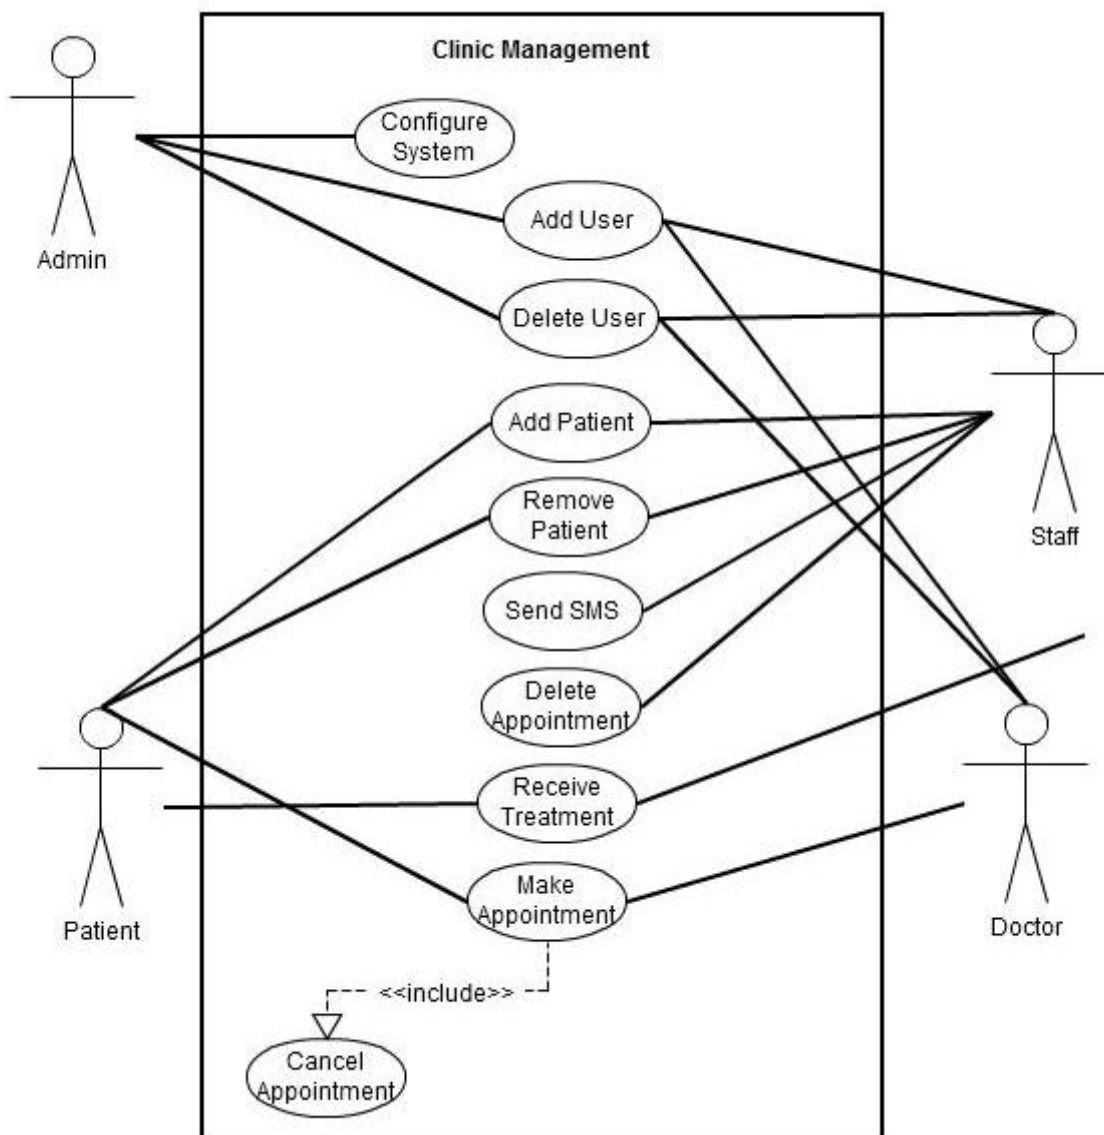 Clinic Management
Configure
System
Admin
Add User
Delete User
Add Patient
Remove
Patient
Staff
Send SMS
Delete
Appointment
Receive
Treatment
Make
Appointment
Patient
Doctor
<<include>>
Cancel
Appointment